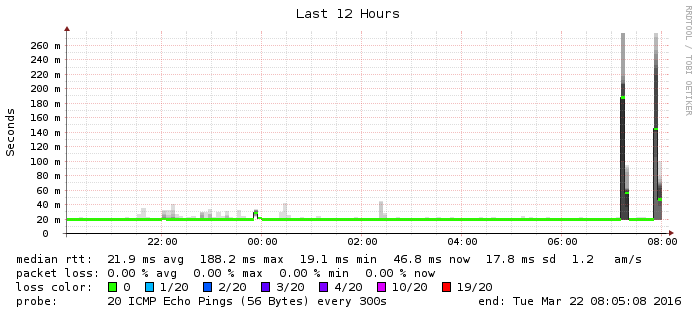 Last 12 Hours
RRDTOOL / TOBI OETIKER
Seconds
260 m
240 m
220 m
200 m
180 m
160 m
140 m
120 m
100 m
80 m
60 m
40 m
20 m
0
22:00 00:00 02:00 04:00 06:00 08:00
median rtt: 21.9 ms avg 188.2 ms max 19.1 ms min 46.8 ms now 17.8 ms sd 1.2 am/s
packet loss: 0.00 % avg 0.00 % max 0.00 % min 0.00 % now
loss color: 0 1/20 2/20 3/20 4/20 10/20 19/20
probe: 20 ICMP Echo Pings (56 Bytes) every 300s end: Tue Mar 22 08:05:08 2016